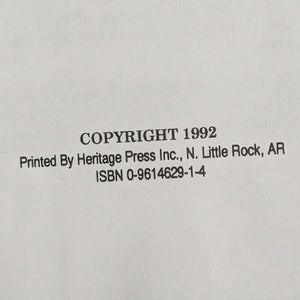 COPYRIGHT 1992
Printed By Heritage Press Inc., N. Little Rock, AR
ISBN 0-9614629-1-4